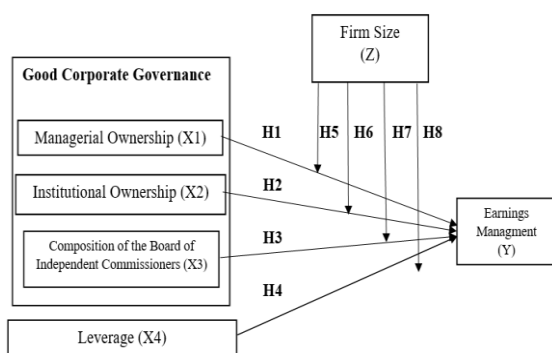 Firm Size
(Z)
Good Corporate Governance
Managerial Ownership (X1)
Institutional Ownership (X2)
Composition of the Board of
Independent Commissioners (X3)
Leverage (X4)
H1
H5
H6
H7
H8
H2
H3
H4
Earnings
Managment
(Y)